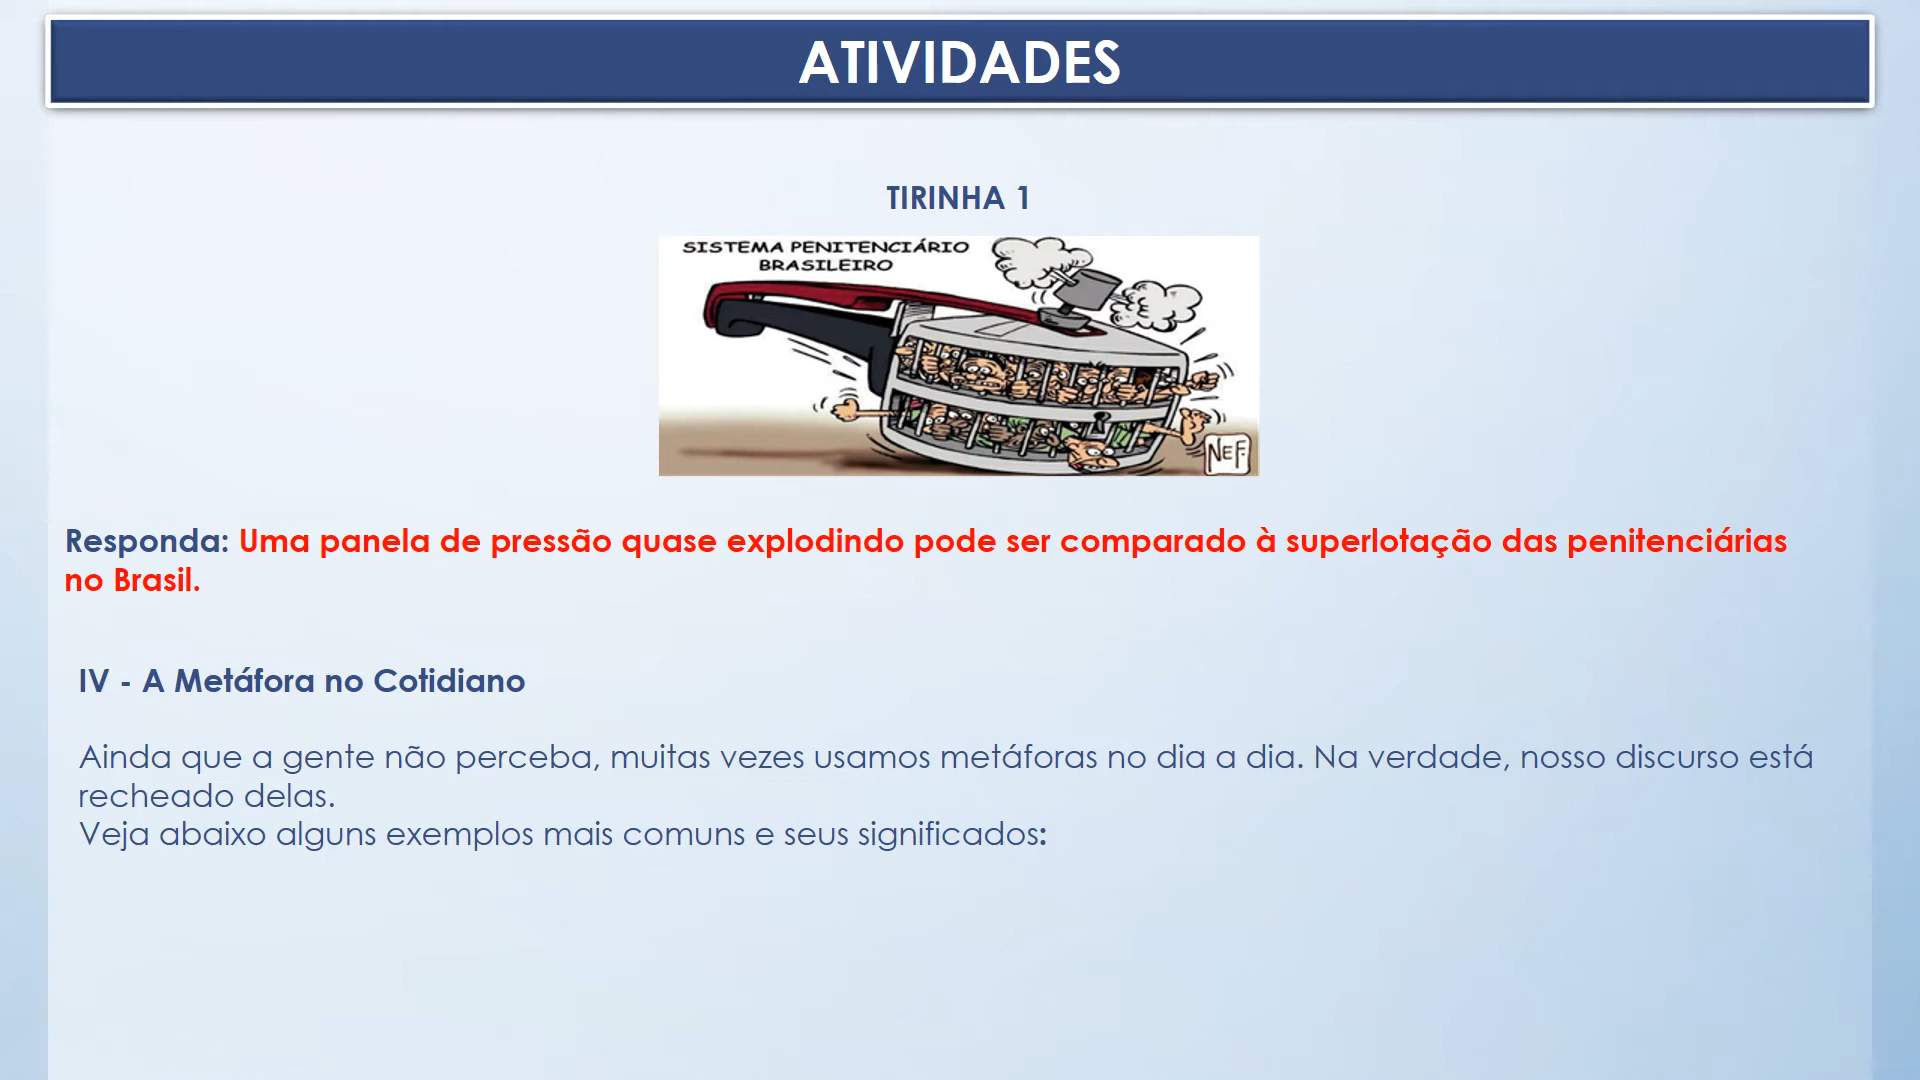 ATIVIDADES
TIRINHA 1
SISTEMA PENITENCIÁRIO
BRASILEIRO
NEF.
Responda: Uma panela de pressão quase explodindo pode ser comparado à superlotação das penitenciárias
no Brasil.
IV - A Metáfora no Cotidiano
Ainda que a gente não perceba, muitas vezes usamos metáforas no dia a dia. Na verdade, nosso discurso está
recheado delas.
Veja abaixo alguns exemplos mais comuns e seus significados: